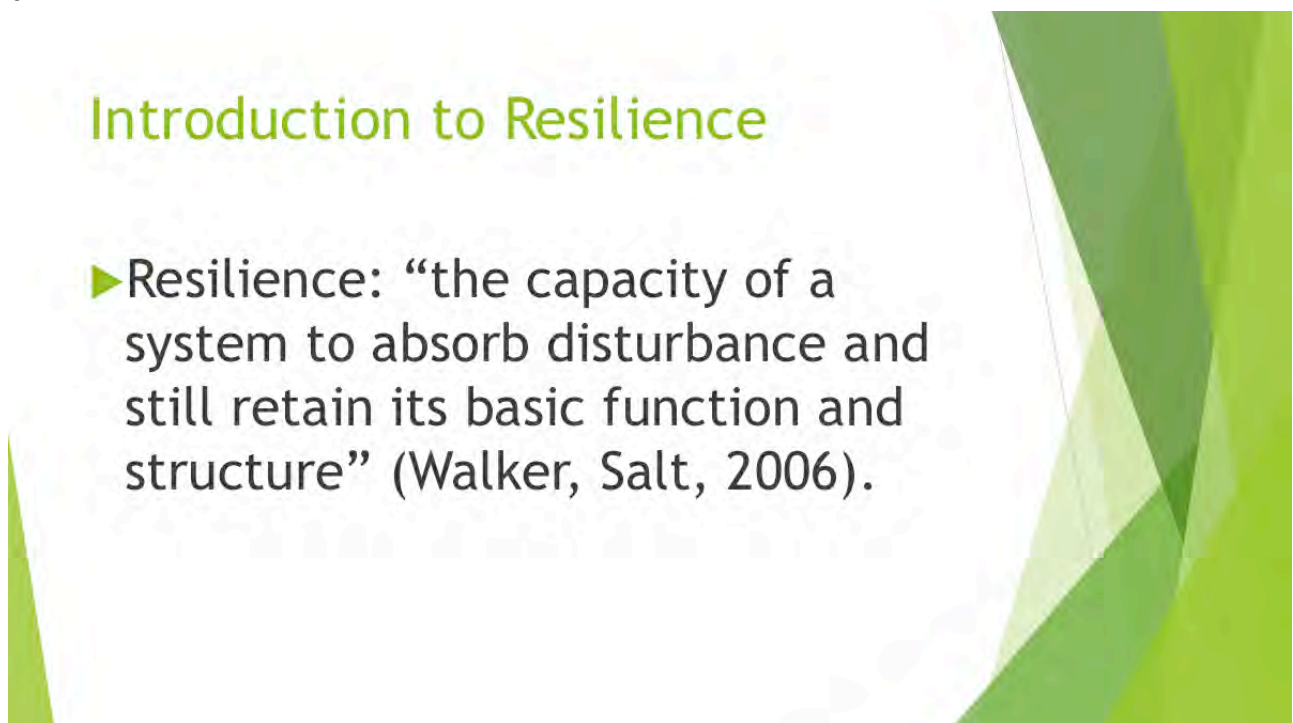 Introduction to Resilience
Resilience: “the capacity of a
system to absorb disturbance and
still retain its basic function and
structure” (Walker, Salt, 2006).